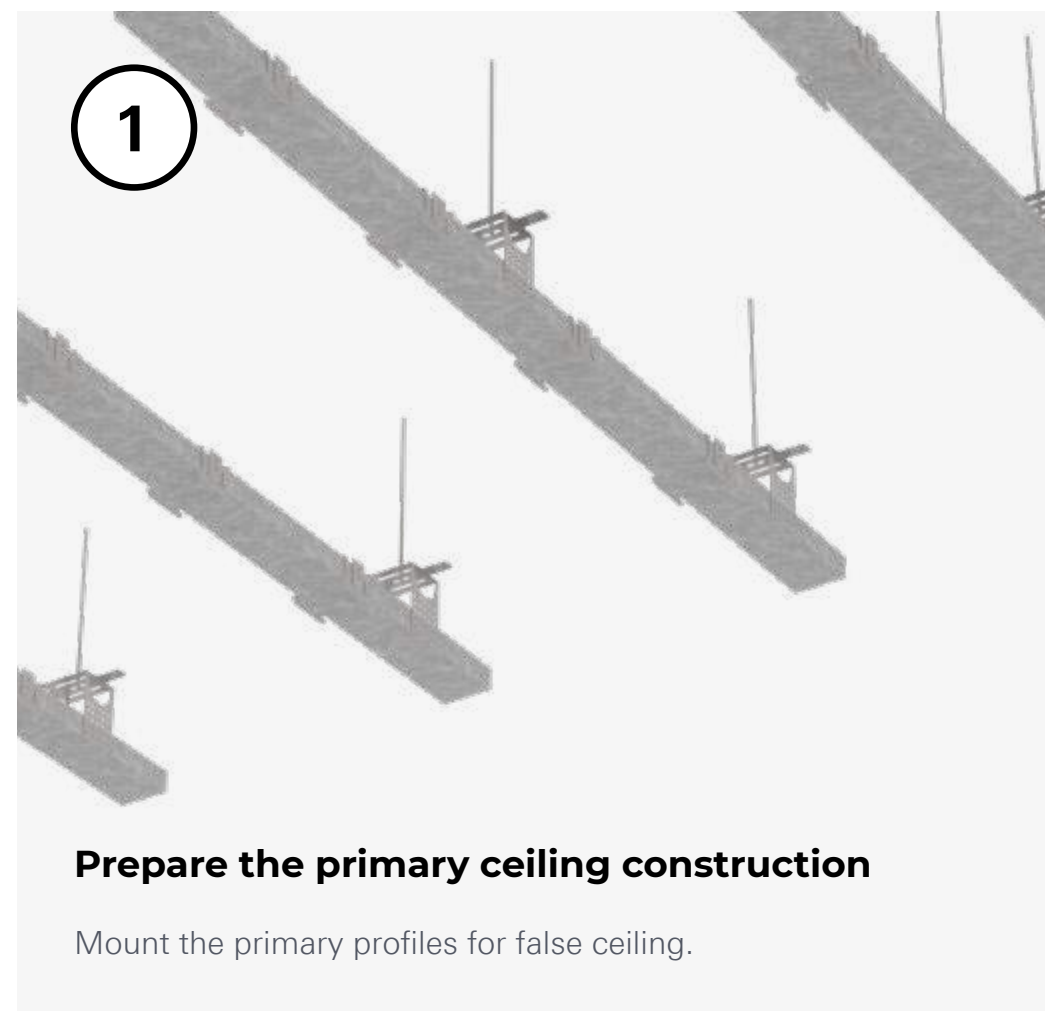 1
Prepare the primary ceiling construction
Mount the primary profiles for false ceiling.